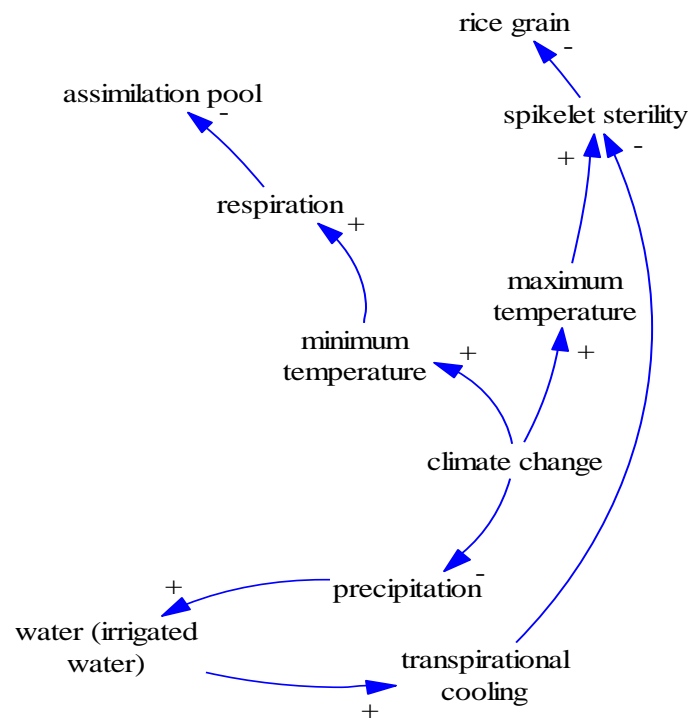 rice grain
-
assimilation pool
-
spikelet sterility
+
-
respiration
+
maximum
temperature
+
minimum
temperature
+
climate change
precipitation
-
+
water (irrigated
water)
transpirational
cooling
+